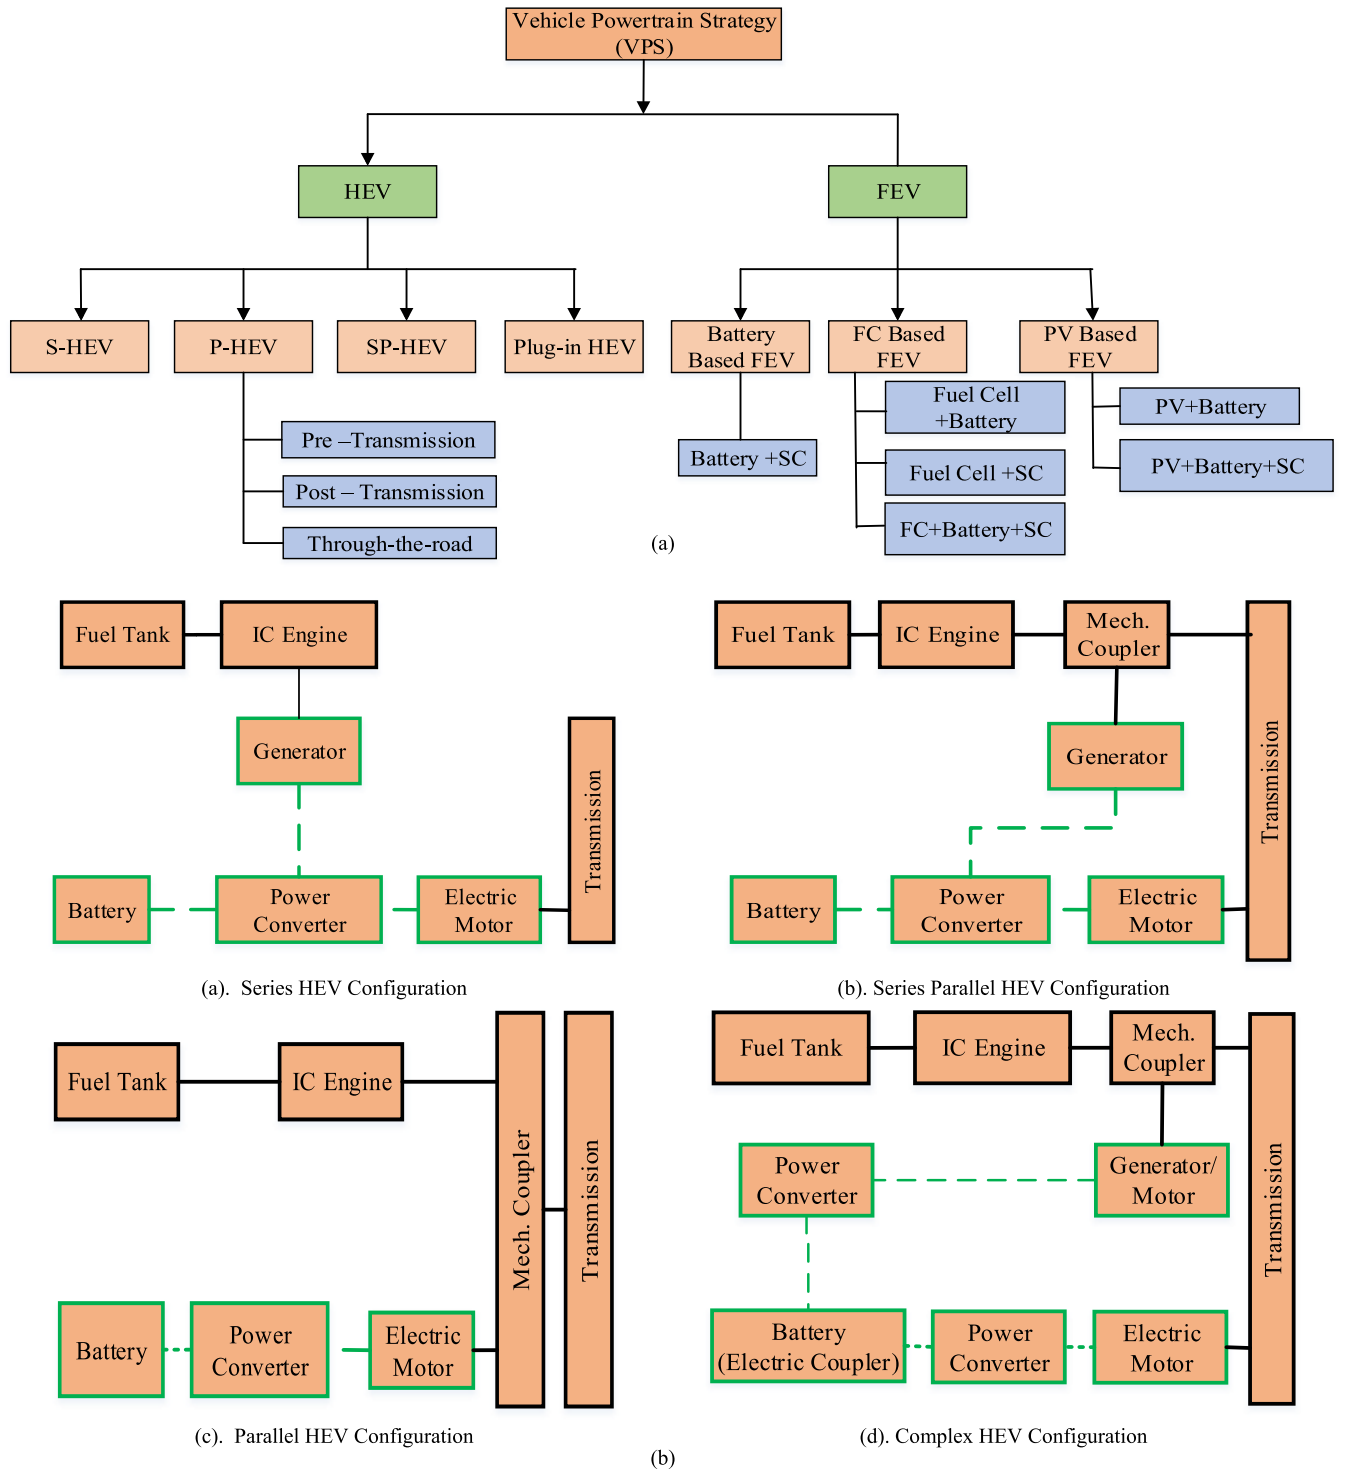 Vehicle Powertrain Strategy
(VPS)
HEV
FEV
S-HEV
P-HEV
SP-HEV
Plug-in HEV
Battery
Based FEV
FC Based
FEV
PV Based
FEV
Pre –Transmission
Post – Transmission
Through-the-road
Battery +SC
Fuel Cell
+Battery
Fuel Cell +SC
FC+Battery+SC
PV+Battery
PV+Battery+SC
(a)
Fuel Tank
IC Engine
Generator
Battery
Power
Converter
Electric
Motor
Transmission
(a). Series HEV Configuration
Fuel Tank
IC Engine
Mech.
Coupler
Generator
Battery
Power
Converter
Electric
Motor
Transmission
(b). Series Parallel HEV Configuration
Fuel Tank
IC Engine
Battery
Power
Converter
Electric
Motor
Mech. Coupler
Transmission
(c). Parallel HEV Configuration
Fuel Tank
IC Engine
Mech.
Coupler
Power
Converter
Generator/
Motor
Battery
(Electric Coupler)
Power
Converter
Electric
Motor
Transmission
(d). Complex HEV Configuration
(b)